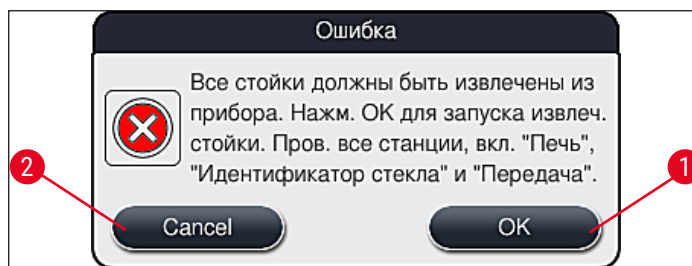 Ошибка
Все стойки должны быть извлечены из
прибора. Нажм. ОК для запуска извлеч.
стойки. Пров. все станции, вкл. "Печь",
"Идентификатор стекла" и "Передача".
2
1
Cancel
OK